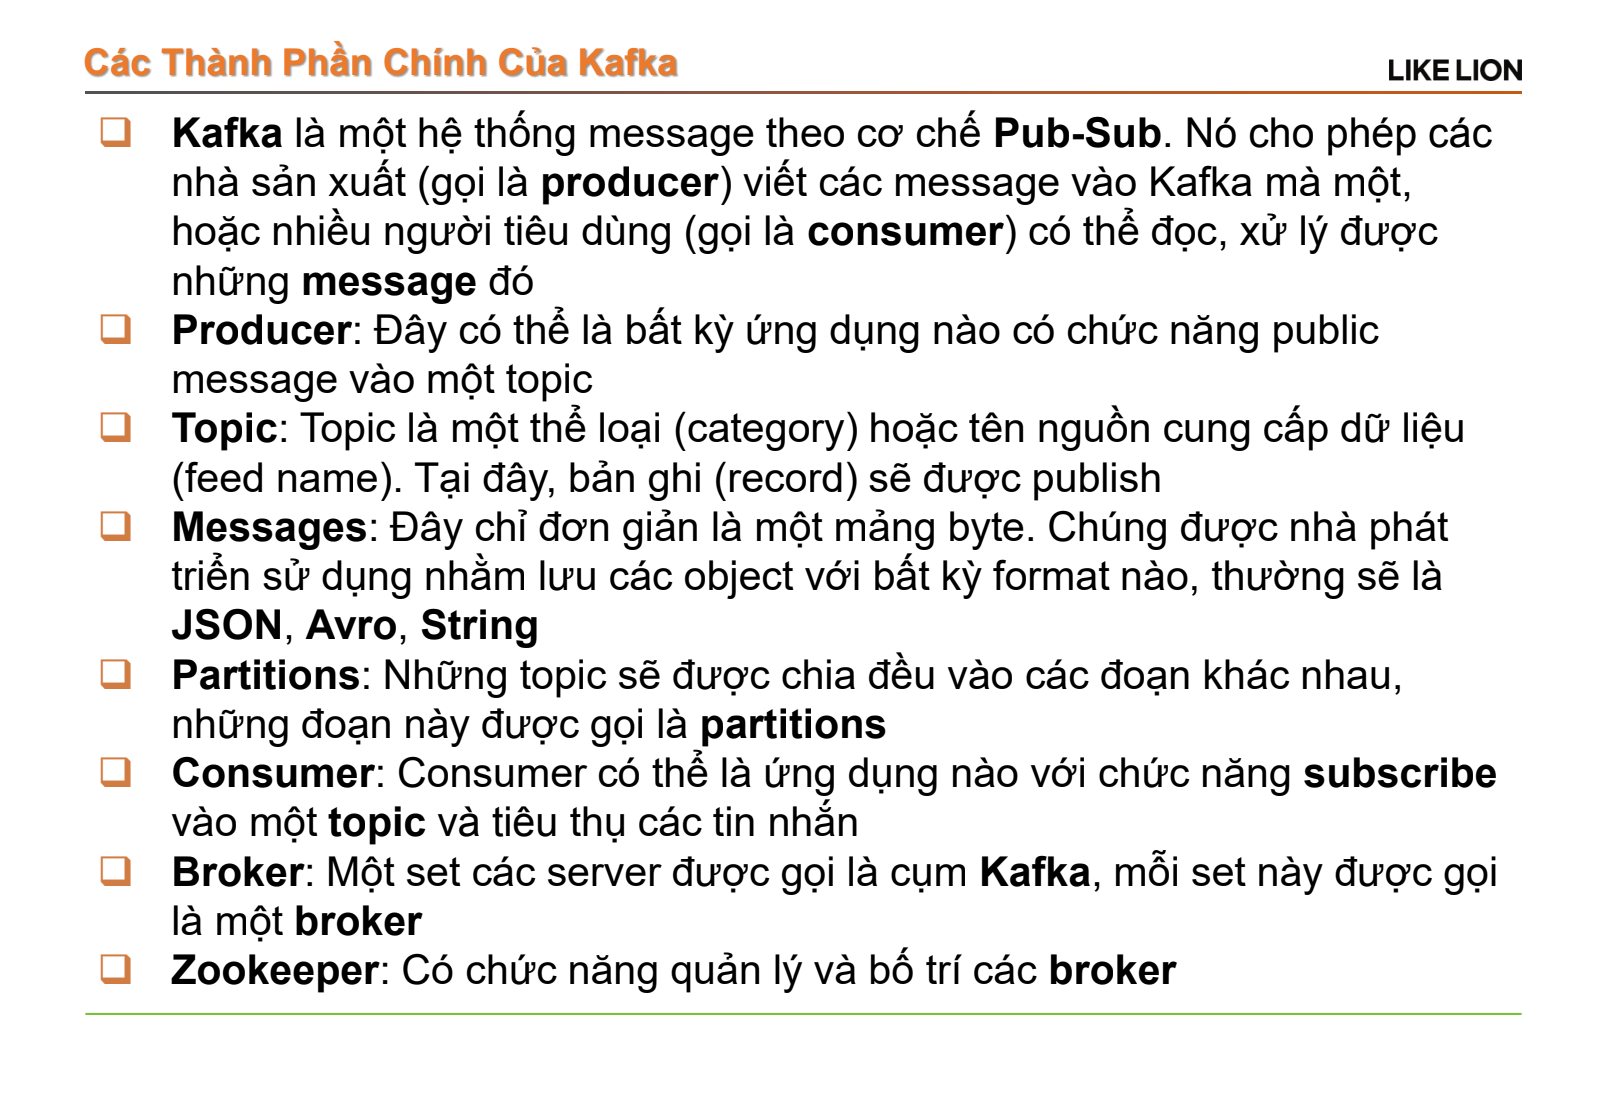 Các Thành Phần Chính Của Kafka
LIKE LION
Kafka là một hệ thống message theo cơ chế Pub-Sub. Nó cho phép các
nhà sản xuất (gọi là producer) viết các message vào Kafka mà một,
hoặc nhiều người tiêu dùng (gọi là consumer) có thể đọc, xử lý được
những message đó
Producer: Đây có thể là bất kỳ ứng dụng nào có chức năng public
message vào một topic
Topic: Topic là một thể loại (category) hoặc tên nguồn cung cấp dữ liệu
(feed name). Tại đây, bản ghi (record) sẽ được publish
Messages: Đây chỉ đơn giản là một mảng byte. Chúng được nhà phát
triển sử dụng nhằm lưu các object với bất kỳ format nào, thường sẽ là
JSON, Avro, String
Partitions: Những topic sẽ được chia đều vào các đoạn khác nhau,
những đoạn này được gọi là partitions
Consumer: Consumer có thể là ứng dụng nào với chức năng subscribe
vào một topic và tiêu thụ các tin nhắn
Broker: Một set các server được gọi là cụm Kafka, mỗi set này được gọi
là một broker
Zookeeper: Có chức năng quản lý và bố trí các broker